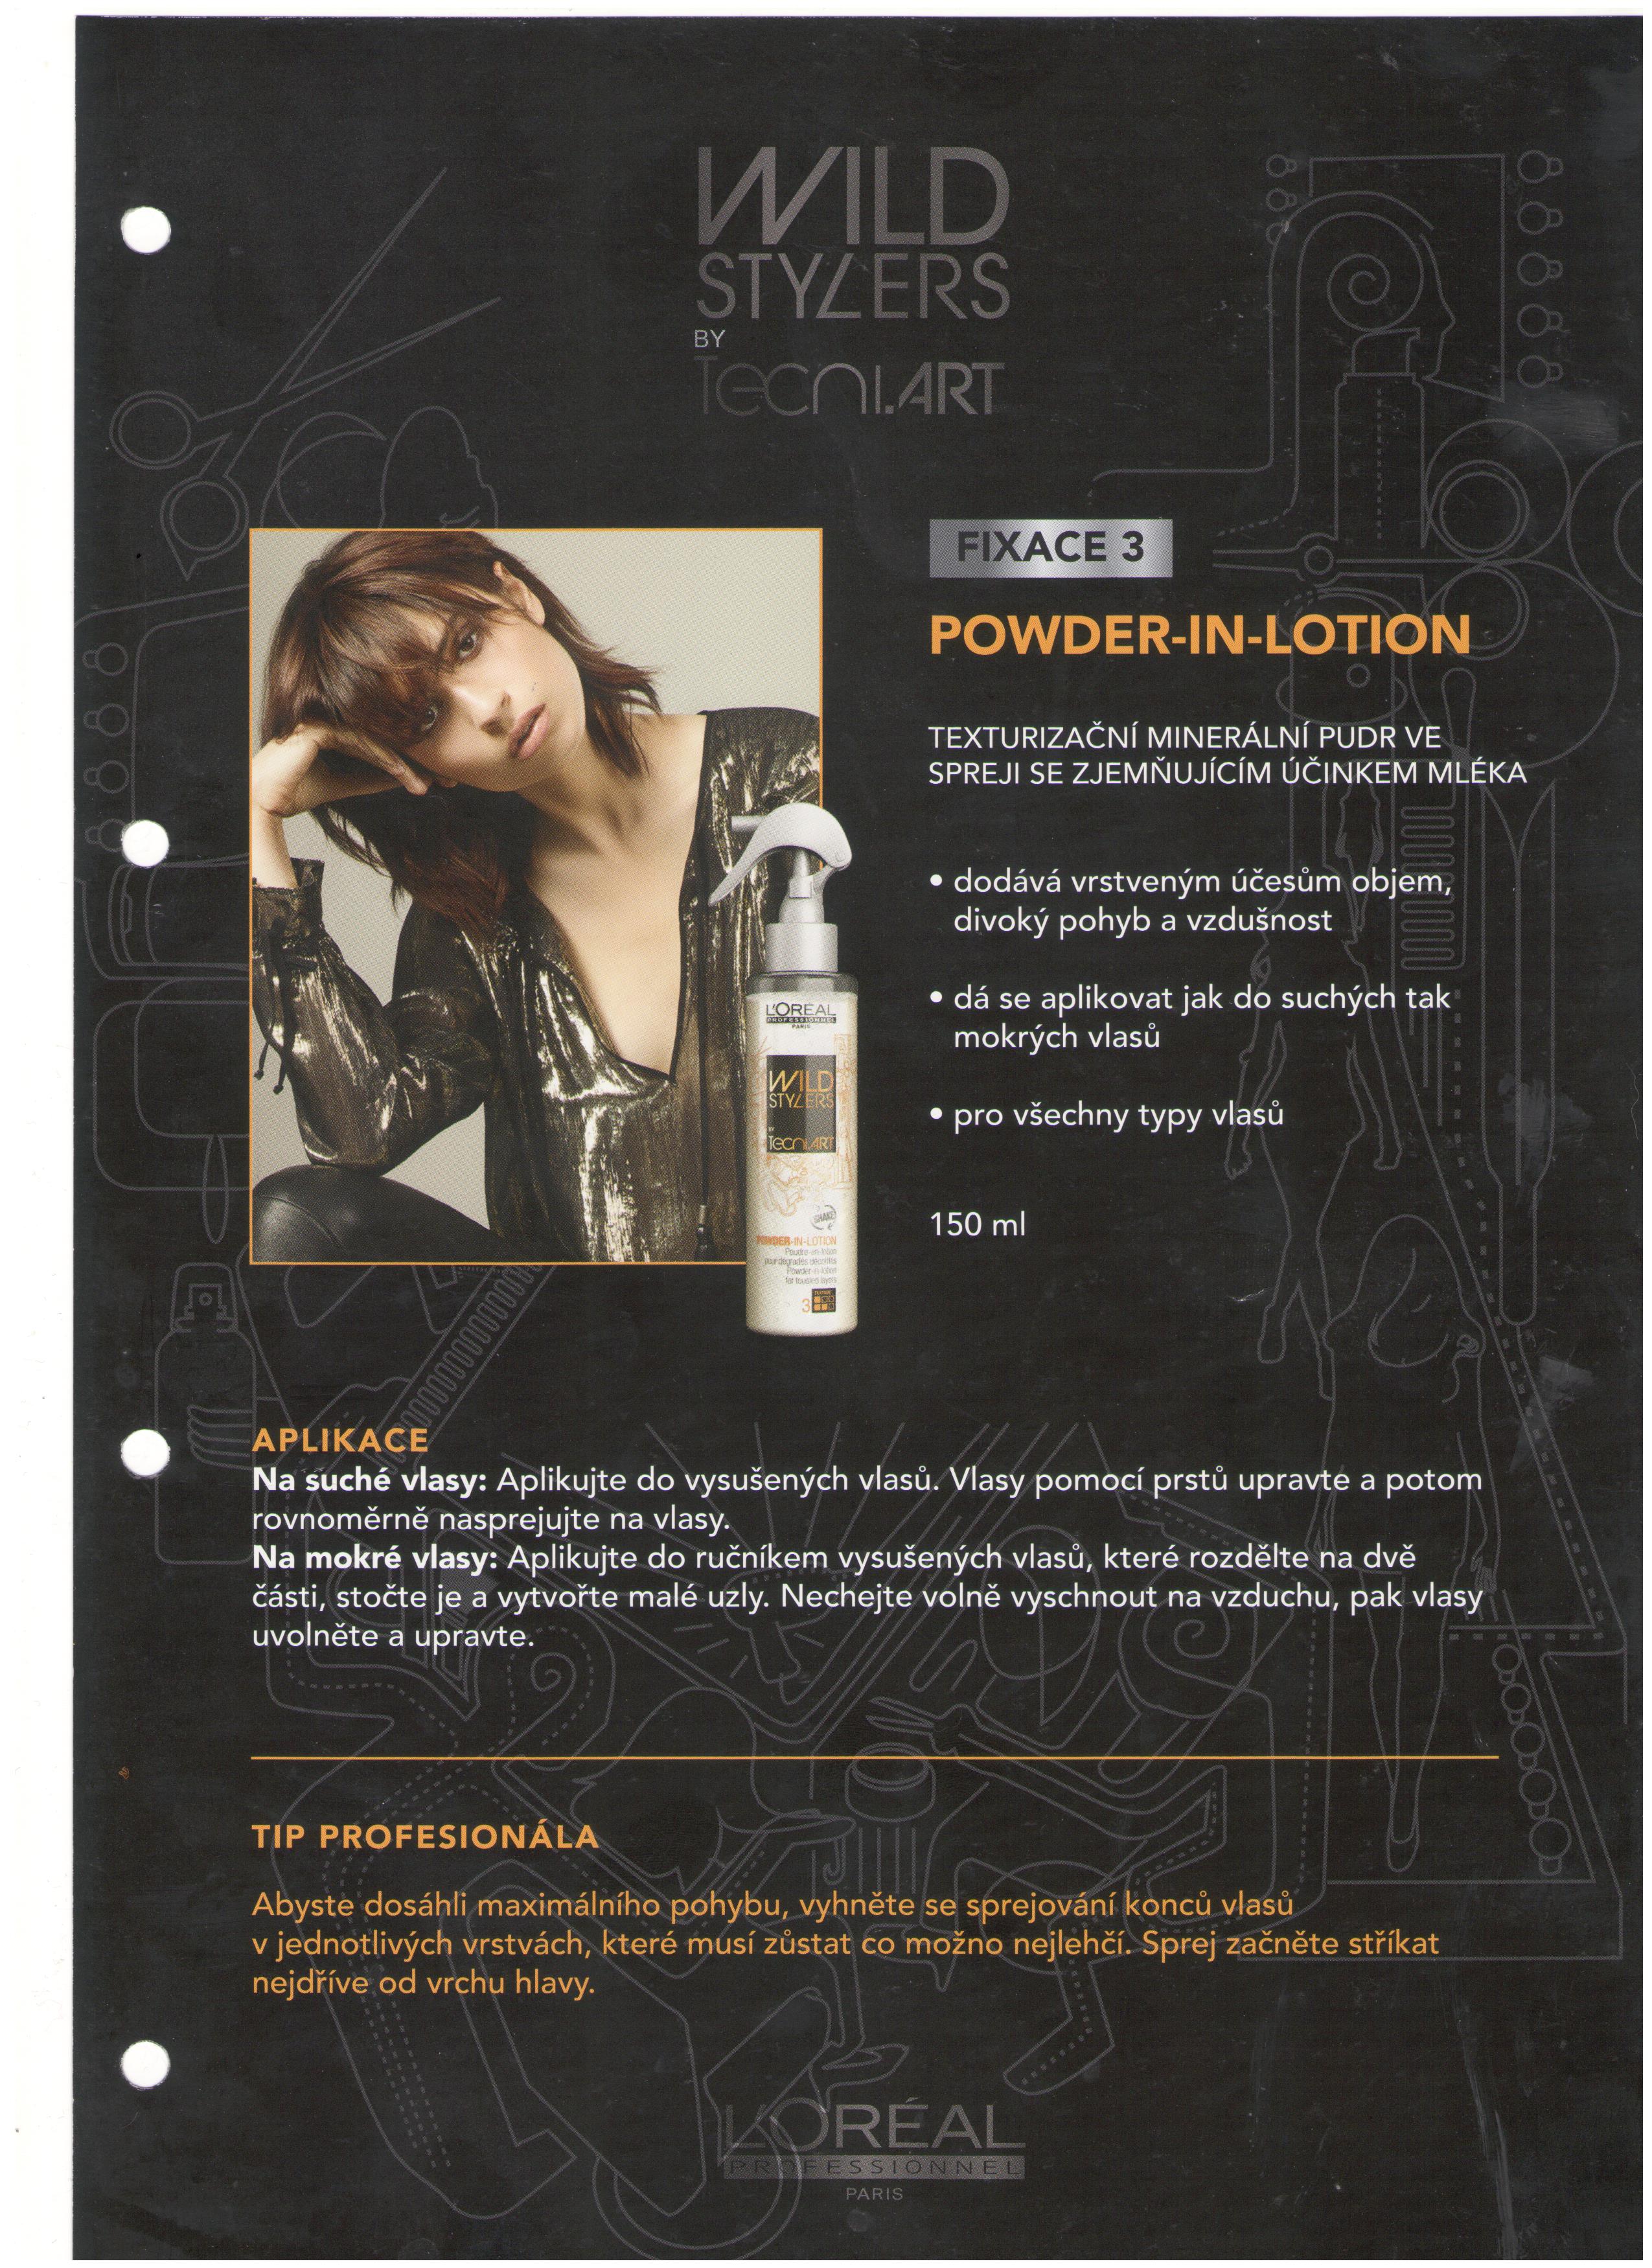 WILD
STYLERS
BY
Tecni.ART
FIXACE 3
POWDER-IN-LOTION
TEXTURIZAČNÍ MINERÁLNÍ PUDR VE
SPREJI SE ZJEMŇUJÍCÍM ÚČINKEM MLÉKA
• dodává vrstveným účesům objem,
divoký pohyb a vzdušnost
• dá se aplikovat jak do suchých tak
mokrých vlasů
• pro všechny typy vlasů
150 ml
L'ORÉAL
PROFESSIONNEL
PARIS
WILD
STYLERS
BY
Tecni.ART
SHAKE
POWDER-IN-LOTION
Poudre-en-lotion
pour dégradés décoiffés
Powder-in-lotion
for tousled layers
3
APLIKACE
Na suché vlasy: Aplikujte do vysušených vlasů. Vlasy pomocí prstů upravte a potom
rovnoměrně nasprejujte na vlasy.
Na mokré vlasy: Aplikujte do ručníkem vysušených vlasů, které rozdělte na dvě
části, stočte je a vytvořte malé uzly. Nechejte volně vyschnout na vzduchu, pak vlasy
uvolněte a upravte.
TIP PROFESIONÁLA
Abyste dosáhli maximálního pohybu, vyhněte se sprejování konců vlasů
v jednotlivých vrstvách, které musí zůstat co možno nejlehčí. Sprej začněte stříkat
nejdříve od vrchu hlavy.
L'ORÉAL
PROFESSIONNEL
PARIS